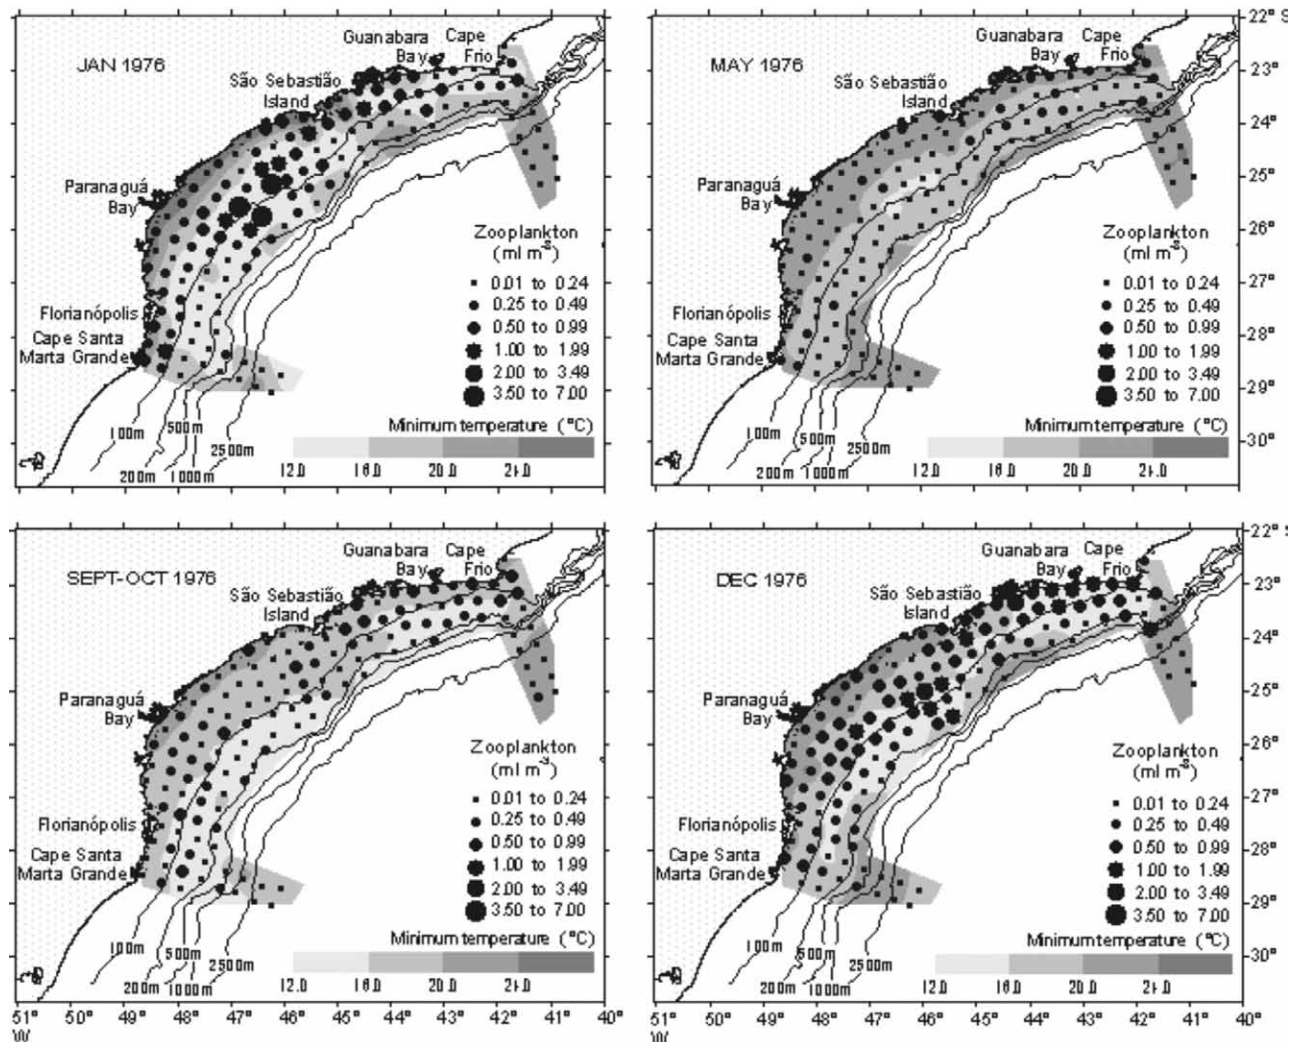 JAN 1976
Guanabara
Bay
Cape
Frio
São Sebastião
Island
Paranaguá
Bay
Florianópolis
Cape Santa
Marta Grande
Zooplankton
(ml m⁻³)
0.01 to 0.24
0.25 to 0.49
0.50 to 0.99
1.00 to 1.99
2.00 to 3.49
3.50 to 7.00
100m
200m
500m
1000m
2500m
Minimum temperature (°C)
12.0 16.0 20.0 24.0
MAY 1976
Guanabara
Bay
Cape
Frio
São Sebastião
Island
Paranaguá
Bay
Florianópolis
Cape Santa
Marta Grande
Zooplankton
(ml m⁻³)
0.01 to 0.24
0.25 to 0.49
0.50 to 0.99
1.00 to 1.99
2.00 to 3.49
3.50 to 7.00
100m
200m
500m
1000m
2500m
Minimum temperature (°C)
12.0 16.0 20.0 24.0
22° S
23°
24°
25°
26°
27°
28°
29°
30°
SEPT-OCT 1976
Guanabara
Bay
Cape
Frio
São Sebastião
Island
Paranaguá
Bay
Florianópolis
Cape Santa
Marta Grande
Zooplankton
(ml m⁻³)
0.01 to 0.24
0.25 to 0.49
0.50 to 0.99
1.00 to 1.99
2.00 to 3.49
3.50 to 7.00
100m
200m
500m
1000m
2500m
Minimum temperature (°C)
12.0 16.0 20.0 24.0
51° 50° 49° 48° 47° 46° 45° 44° 43° 42° 41° 40°
W
DEC 1976
Guanabara
Bay
Cape
Frio
São Sebastião
Island
Paranaguá
Bay
Florianópolis
Cape Santa
Marta Grande
Zooplankton
(ml m⁻³)
0.01 to 0.24
0.25 to 0.49
0.50 to 0.99
1.00 to 1.99
2.00 to 3.49
3.50 to 7.00
100m
200m
500m
1000m
2500m
Minimum temperature (°C)
12.0 16.0 20.0 24.0
22° S
23°
24°
25°
26°
27°
28°
29°
30°
51° 50° 49° 48° 47° 46° 45° 44° 43° 42° 41° 40°
W